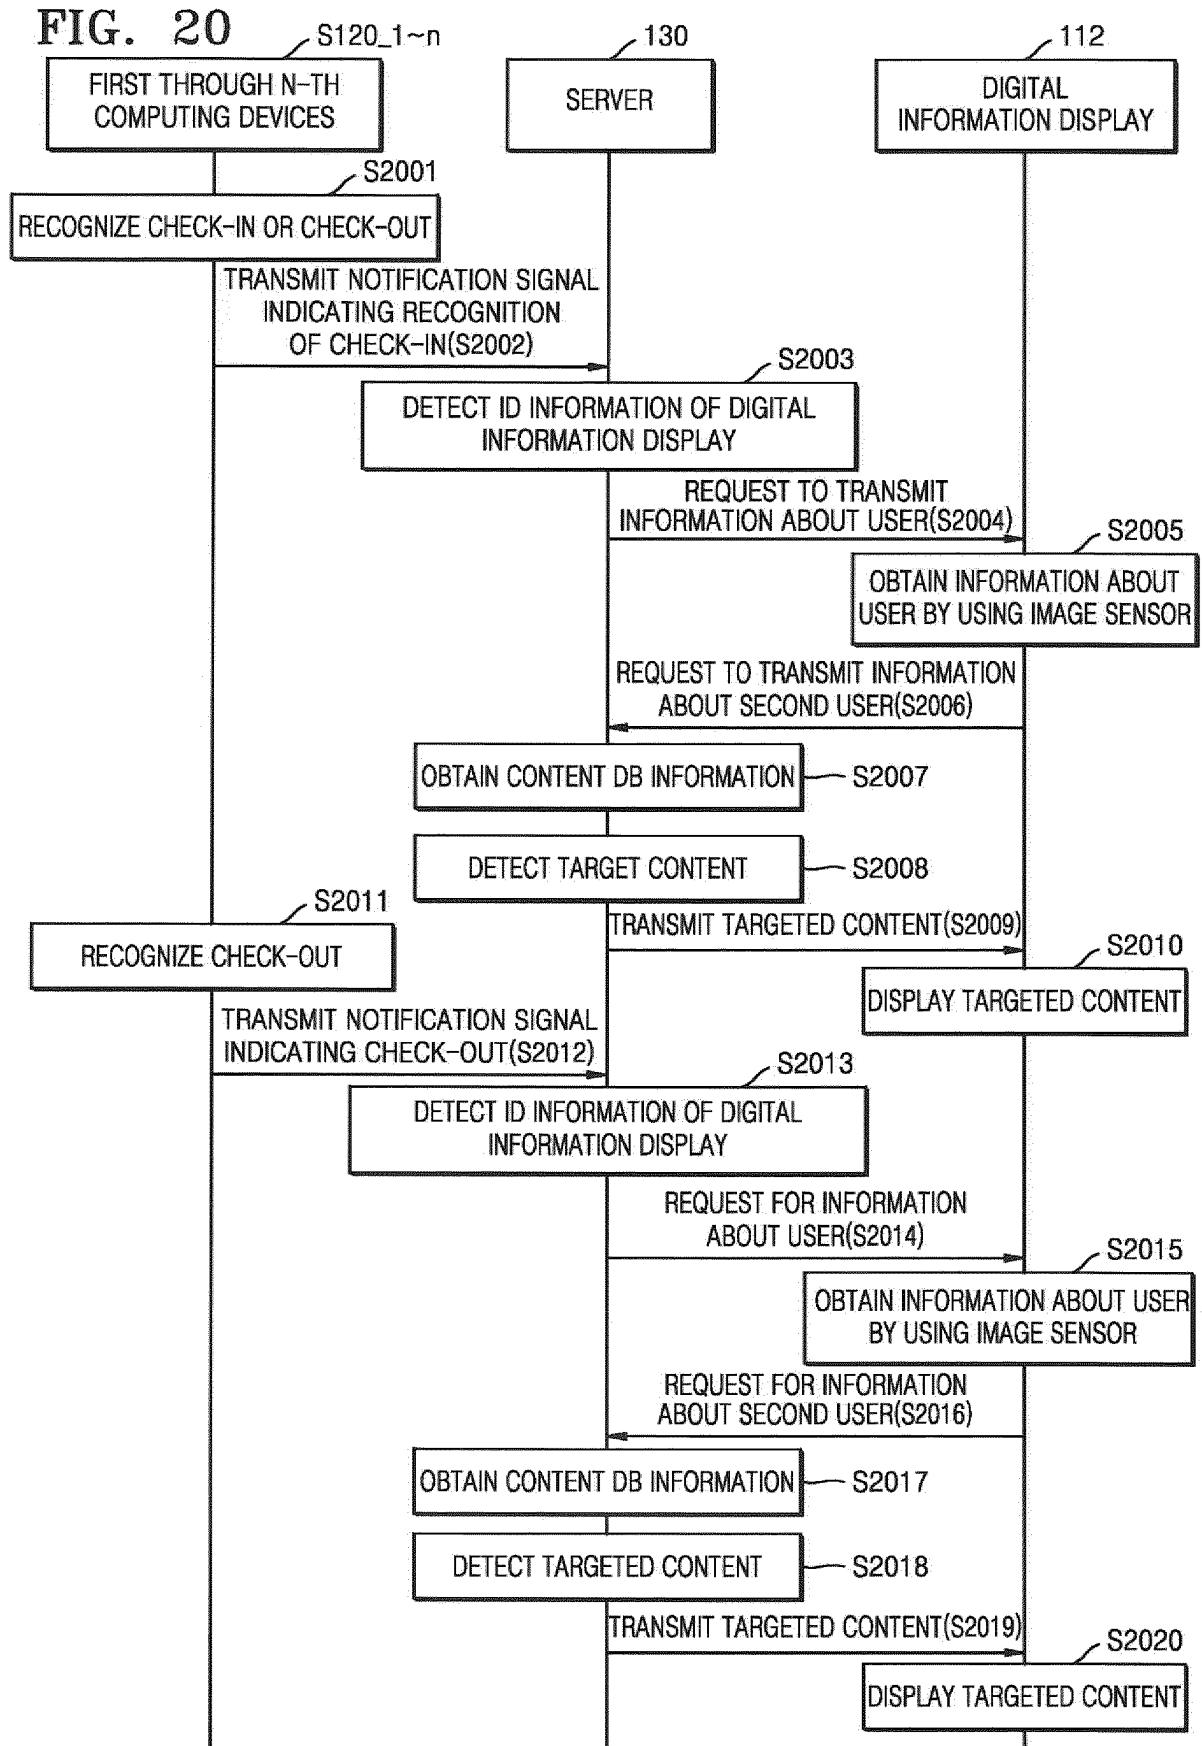 FIG. 20
S120_1~n
130
112
FIRST THROUGH N-TH
COMPUTING DEVICES
SERVER
DIGITAL
INFORMATION DISPLAY
S2001
RECOGNIZE CHECK-IN OR CHECK-OUT
TRANSMIT NOTIFICATION SIGNAL
INDICATING RECOGNITION
OF CHECK-IN(S2002)
S2003
DETECT ID INFORMATION OF DIGITAL
INFORMATION DISPLAY
REQUEST TO TRANSMIT
INFORMATION ABOUT USER(S2004)
S2005
OBTAIN INFORMATION ABOUT
USER BY USING IMAGE SENSOR
REQUEST TO TRANSMIT INFORMATION
ABOUT SECOND USER(S2006)
OBTAIN CONTENT DB INFORMATION
S2007
DETECT TARGET CONTENT
S2008
S2011
RECOGNIZE CHECK-OUT
TRANSMIT TARGETED CONTENT(S2009)
S2010
DISPLAY TARGETED CONTENT
TRANSMIT NOTIFICATION SIGNAL
INDICATING CHECK-OUT(S2012)
S2013
DETECT ID INFORMATION OF DIGITAL
INFORMATION DISPLAY
REQUEST FOR INFORMATION
ABOUT USER(S2014)
S2015
OBTAIN INFORMATION ABOUT USER
BY USING IMAGE SENSOR
REQUEST FOR INFORMATION
ABOUT SECOND USER(S2016)
OBTAIN CONTENT DB INFORMATION
S2017
DETECT TARGETED CONTENT
S2018
TRANSMIT TARGETED CONTENT(S2019)
S2020
DISPLAY TARGETED CONTENT